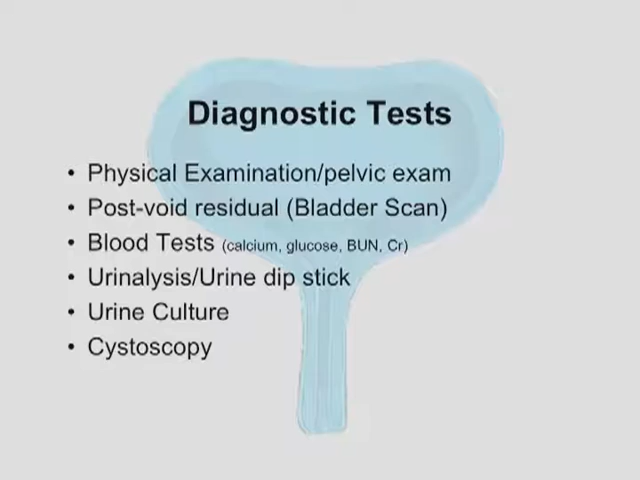 Diagnostic Tests
• Physical Examination/pelvic exam
• Post-void residual (Bladder Scan)
• Blood Tests (calcium, glucose, BUN, Cr)
• Urinalysis/Urine dip stick
• Urine Culture
• Cystoscopy